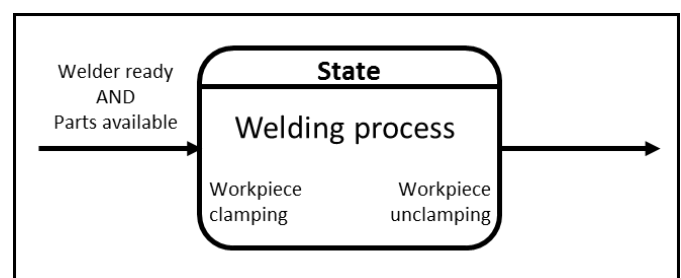 Welder ready
AND
Parts available
State
Welding process
Workpiece
clamping
Workpiece
unclamping